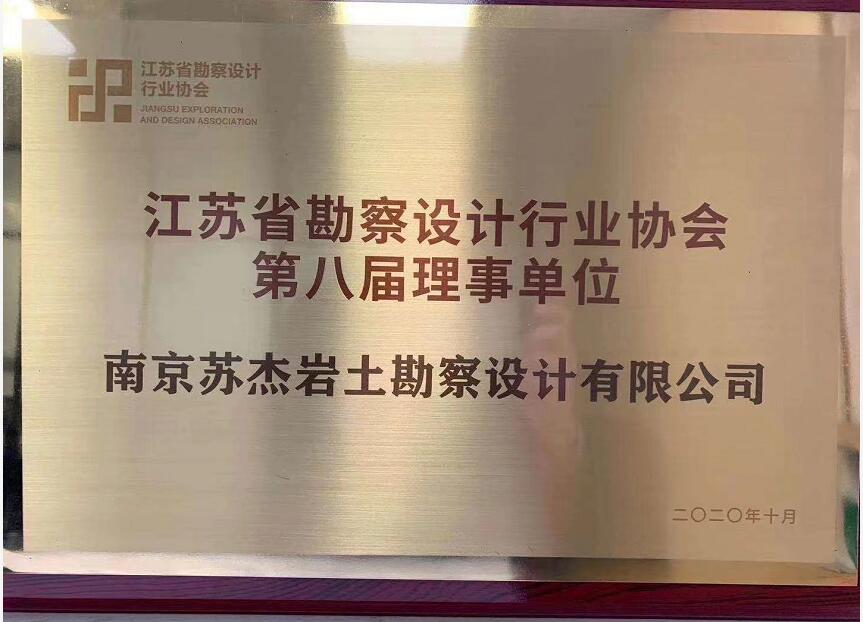 江苏省勘察设计
行业协会
JIANGSU EXPLORATION
AND DESIGN ASSOCIATION
江苏省勘察设计行业协会
第八届理事单位
南京苏杰岩土勘察设计有限公司
二〇二〇年十月